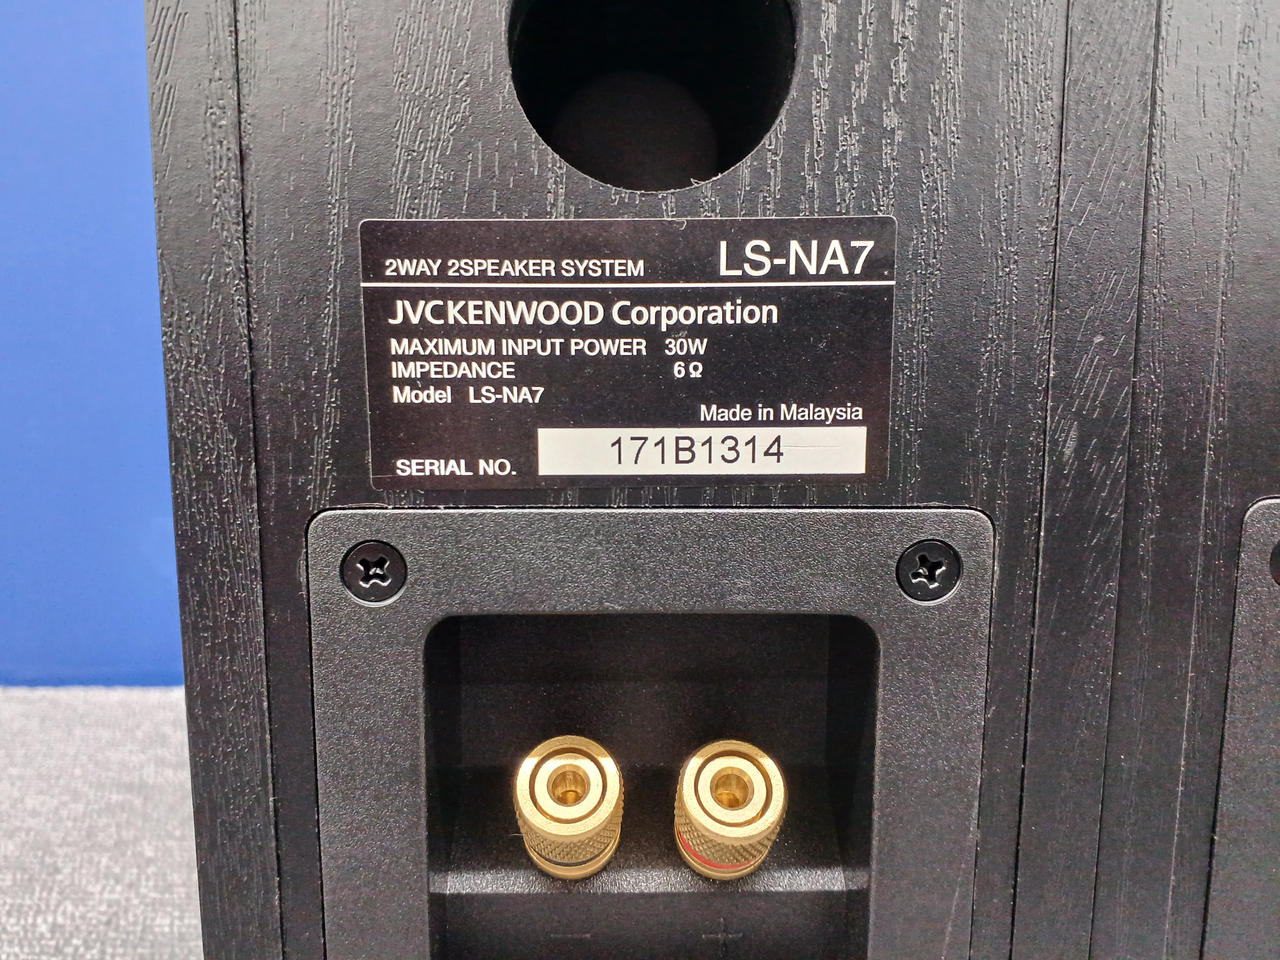 2WAY 2SPEAKER SYSTEM LS-NA7
JVCKENWOOD Corporation
MAXIMUM INPUT POWER 30W
IMPEDANCE 6Ω
Model LS-NA7
Made in Malaysia
SERIAL NO. 171B1314
− +